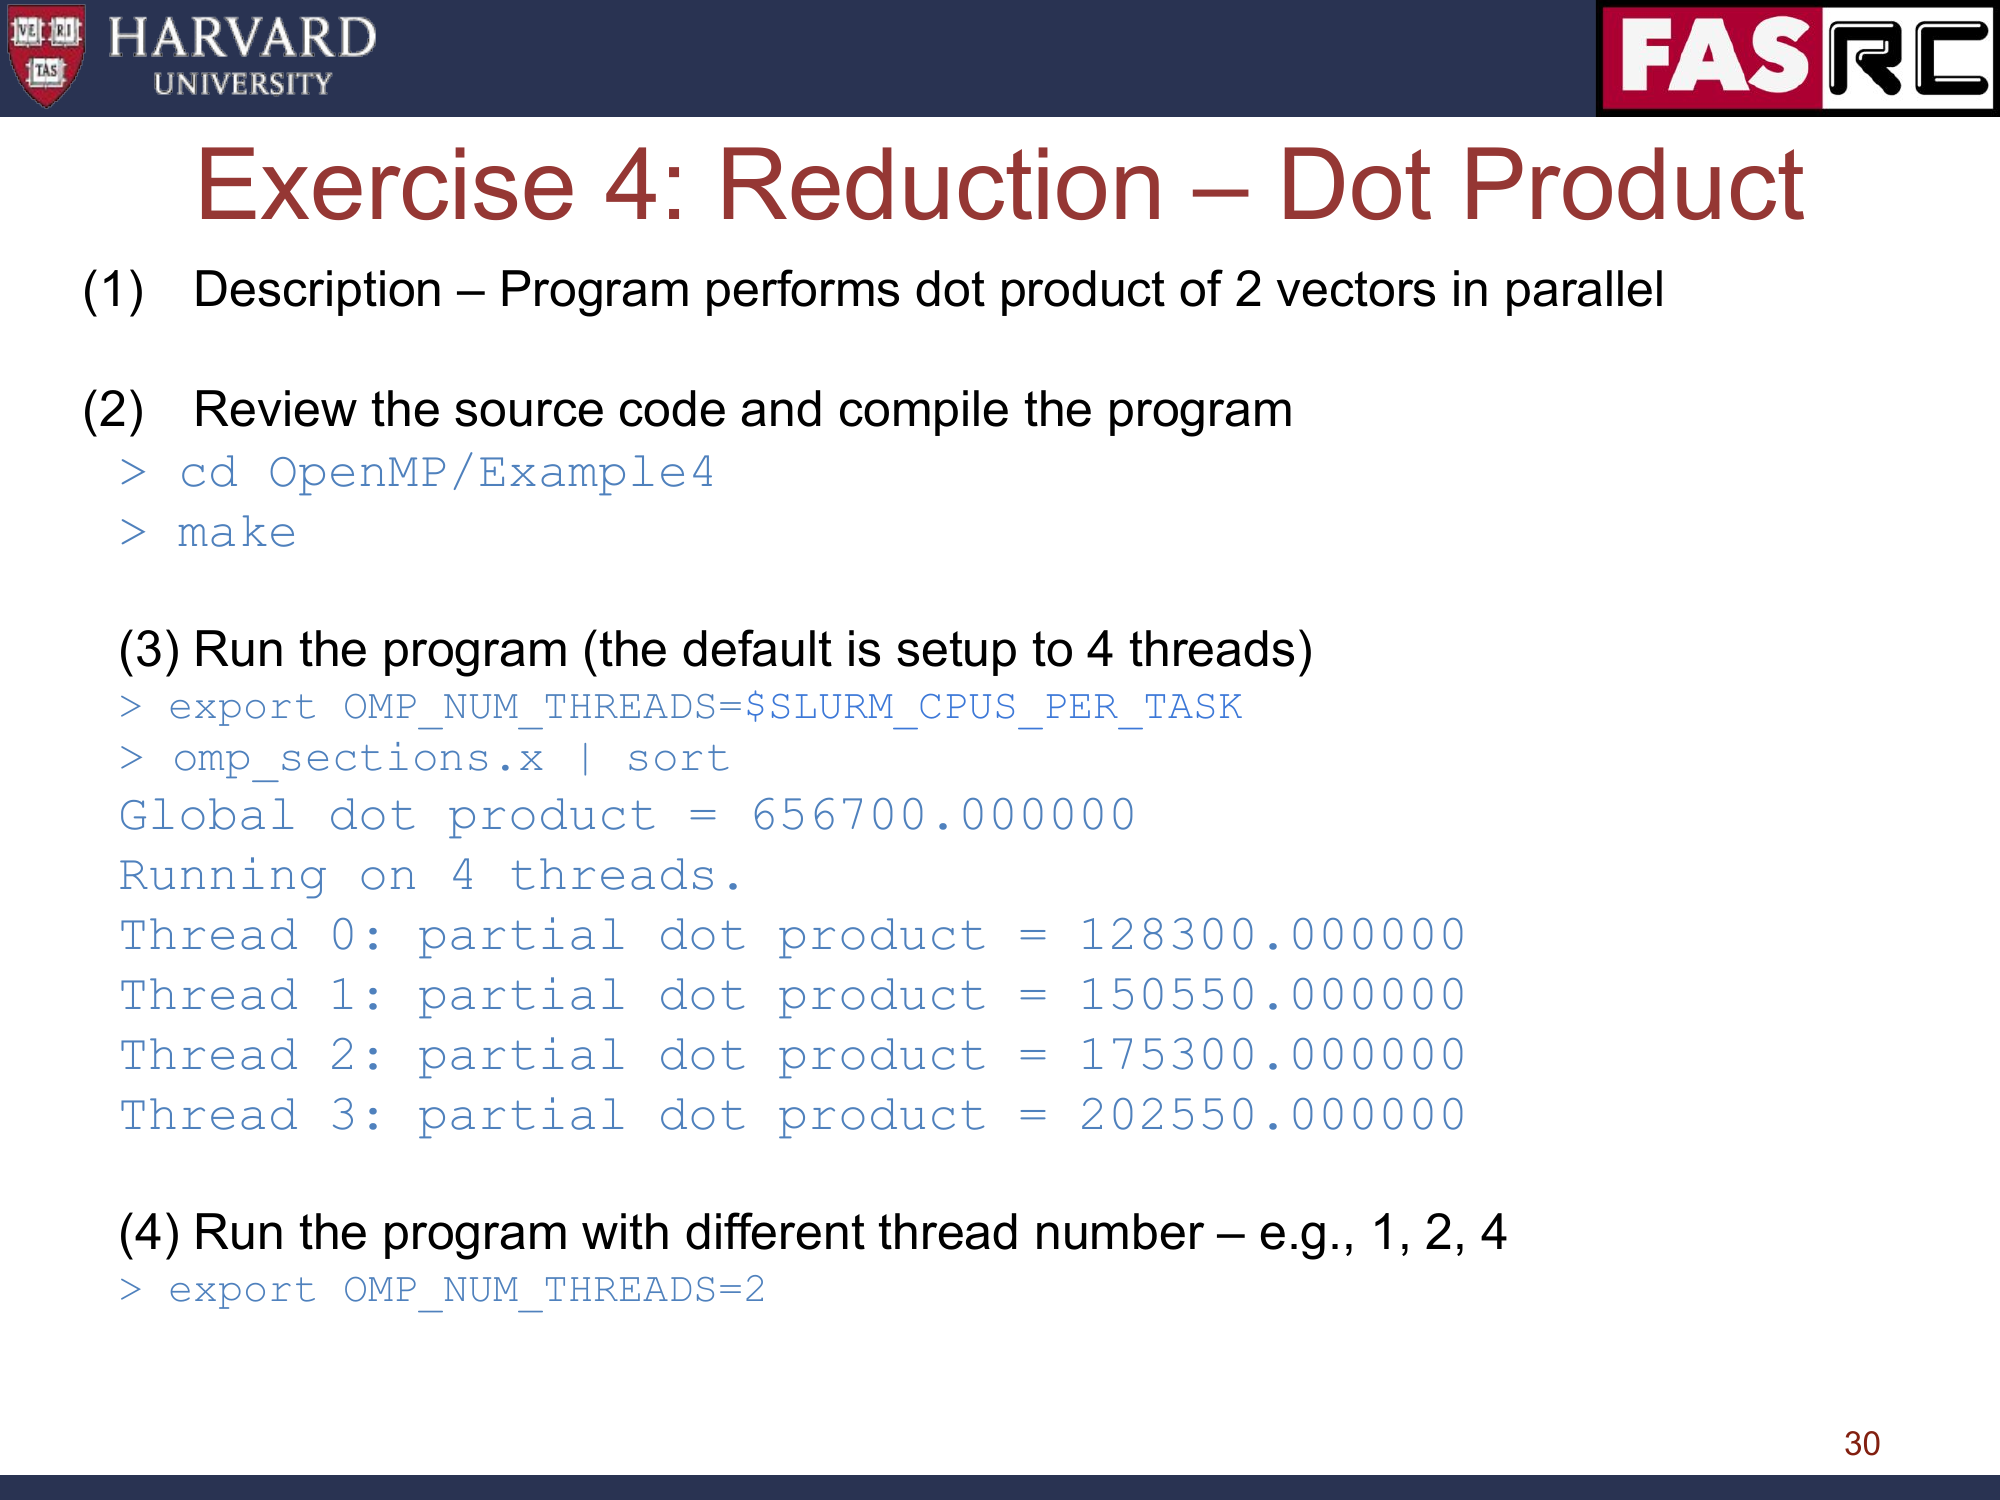 VE RI
TAS
HARVARD
UNIVERSITY
FASRC
Exercise 4: Reduction – Dot Product
(1) Description – Program performs dot product of 2 vectors in parallel
(2) Review the source code and compile the program
> cd OpenMP/Example4
> make
(3) Run the program (the default is setup to 4 threads)
> export OMP_NUM_THREADS=$SLURM_CPUS_PER_TASK
> omp_sections.x | sort
Global dot product = 656700.000000
Running on 4 threads.
Thread 0: partial dot product = 128300.000000
Thread 1: partial dot product = 150550.000000
Thread 2: partial dot product = 175300.000000
Thread 3: partial dot product = 202550.000000
(4) Run the program with different thread number – e.g., 1, 2, 4
> export OMP_NUM_THREADS=2
30